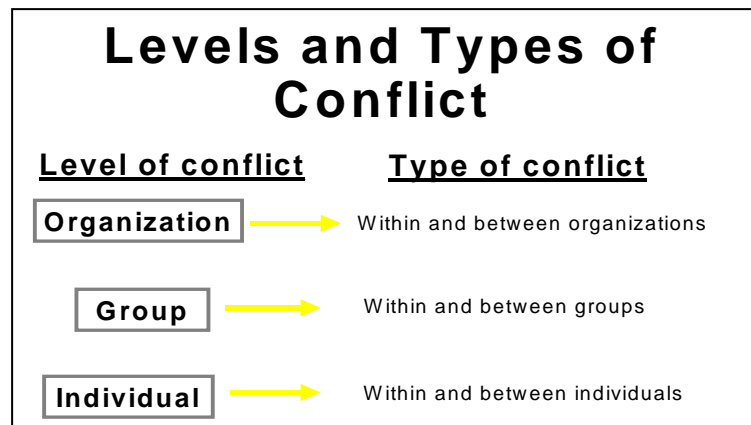 Levels and Types of
Conflict
Level of conflict
Type of conflict
Organization
Within and between organizations
Group
Within and between groups
Individual
Within and between individuals